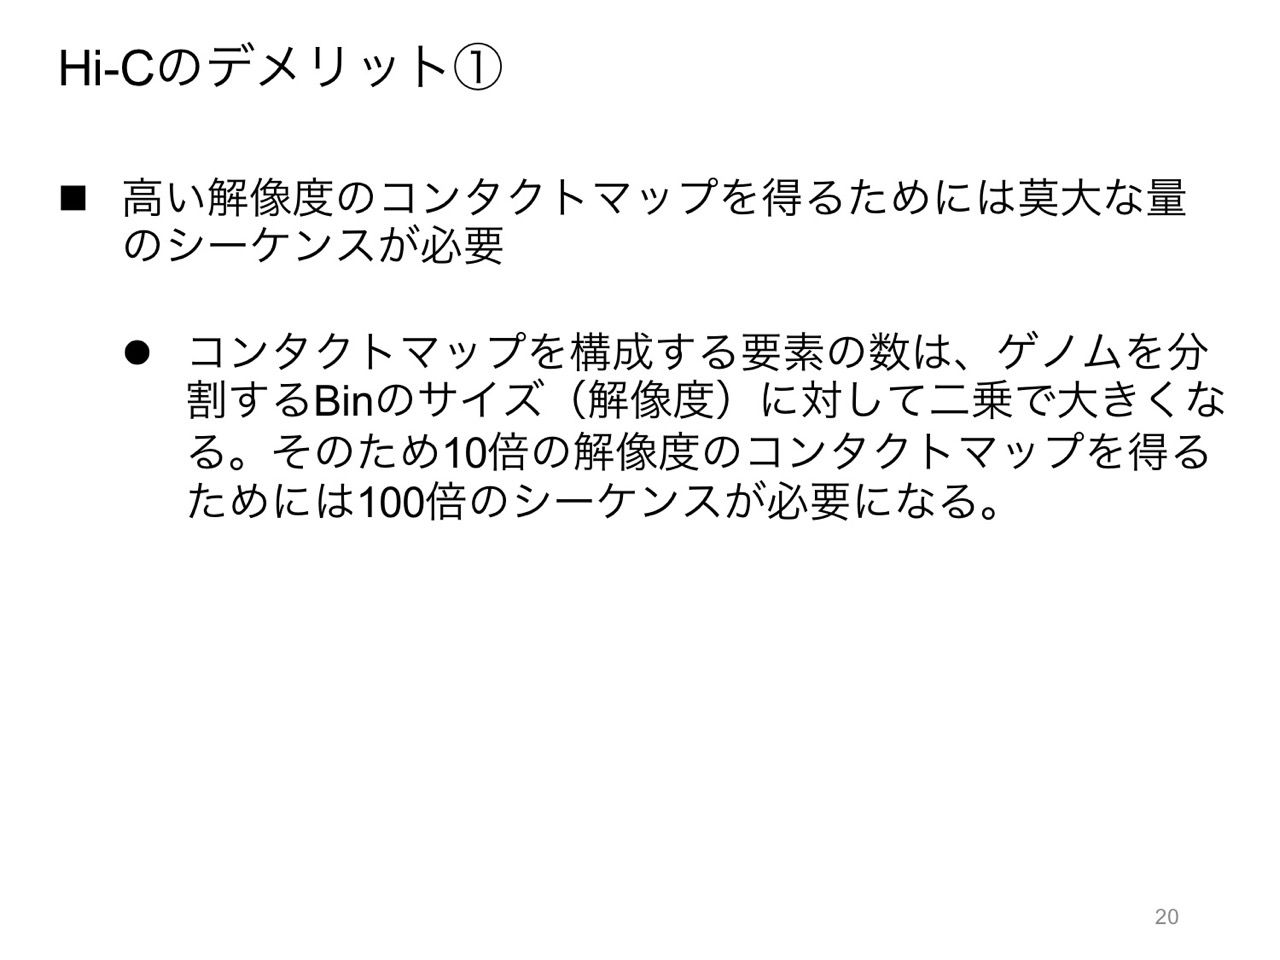 Hi-Cのデメリット①
■ 高い解像度のコンタクトマップを得るためには莫大な量
のシーケンスが必要
● コンタクトマップを構成する要素の数は、ゲノムを分
割するBinのサイズ（解像度）に対して二乗で大きくな
る。そのため10倍の解像度のコンタクトマップを得る
ためには100倍のシーケンスが必要になる。
20